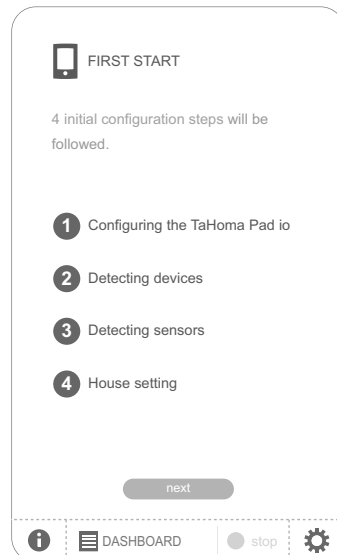 FIRST START
4 initial configuration steps will be
followed.
1 Configuring the TaHoma Pad io
2 Detecting devices
3 Detecting sensors
4 House setting
next
i DASHBOARD stop